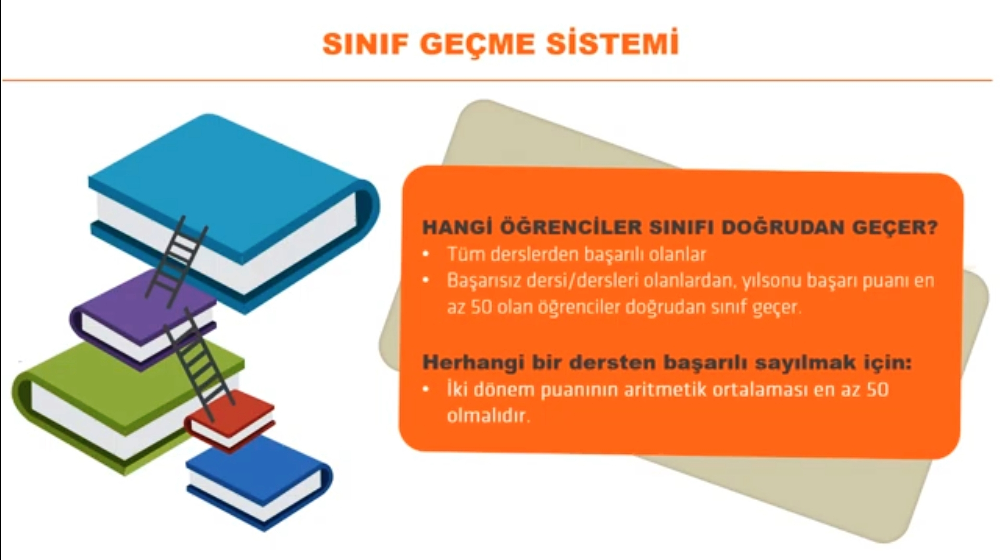 SINIF GEÇME SİSTEMİ
HANGİ ÖĞRENCİLER SINIFI DOĞRUDAN GEÇER?
• Tüm derslerden başarılı olanlar
• Başarısız dersi/dersleri olanlardan, yılsonu başarı puanı en
az 50 olan öğrenciler doğrudan sınıf geçer.
Herhangi bir dersten başarılı sayılmak için:
• İki dönem puanının aritmetik ortalaması en az 50
olmalıdır.